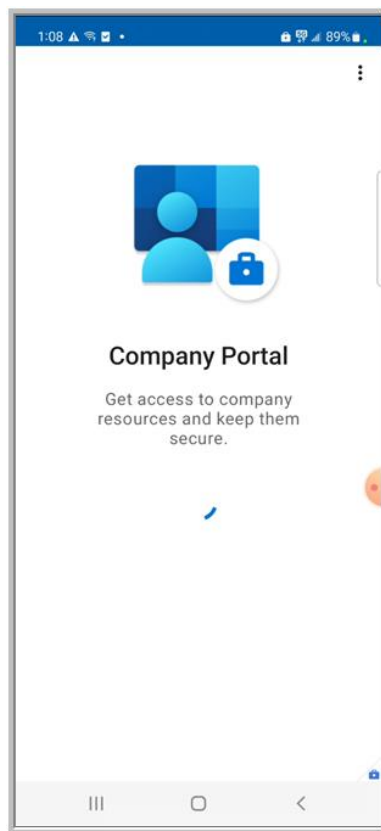 1:08 89%
Company Portal
Get access to company
resources and keep them
secure.